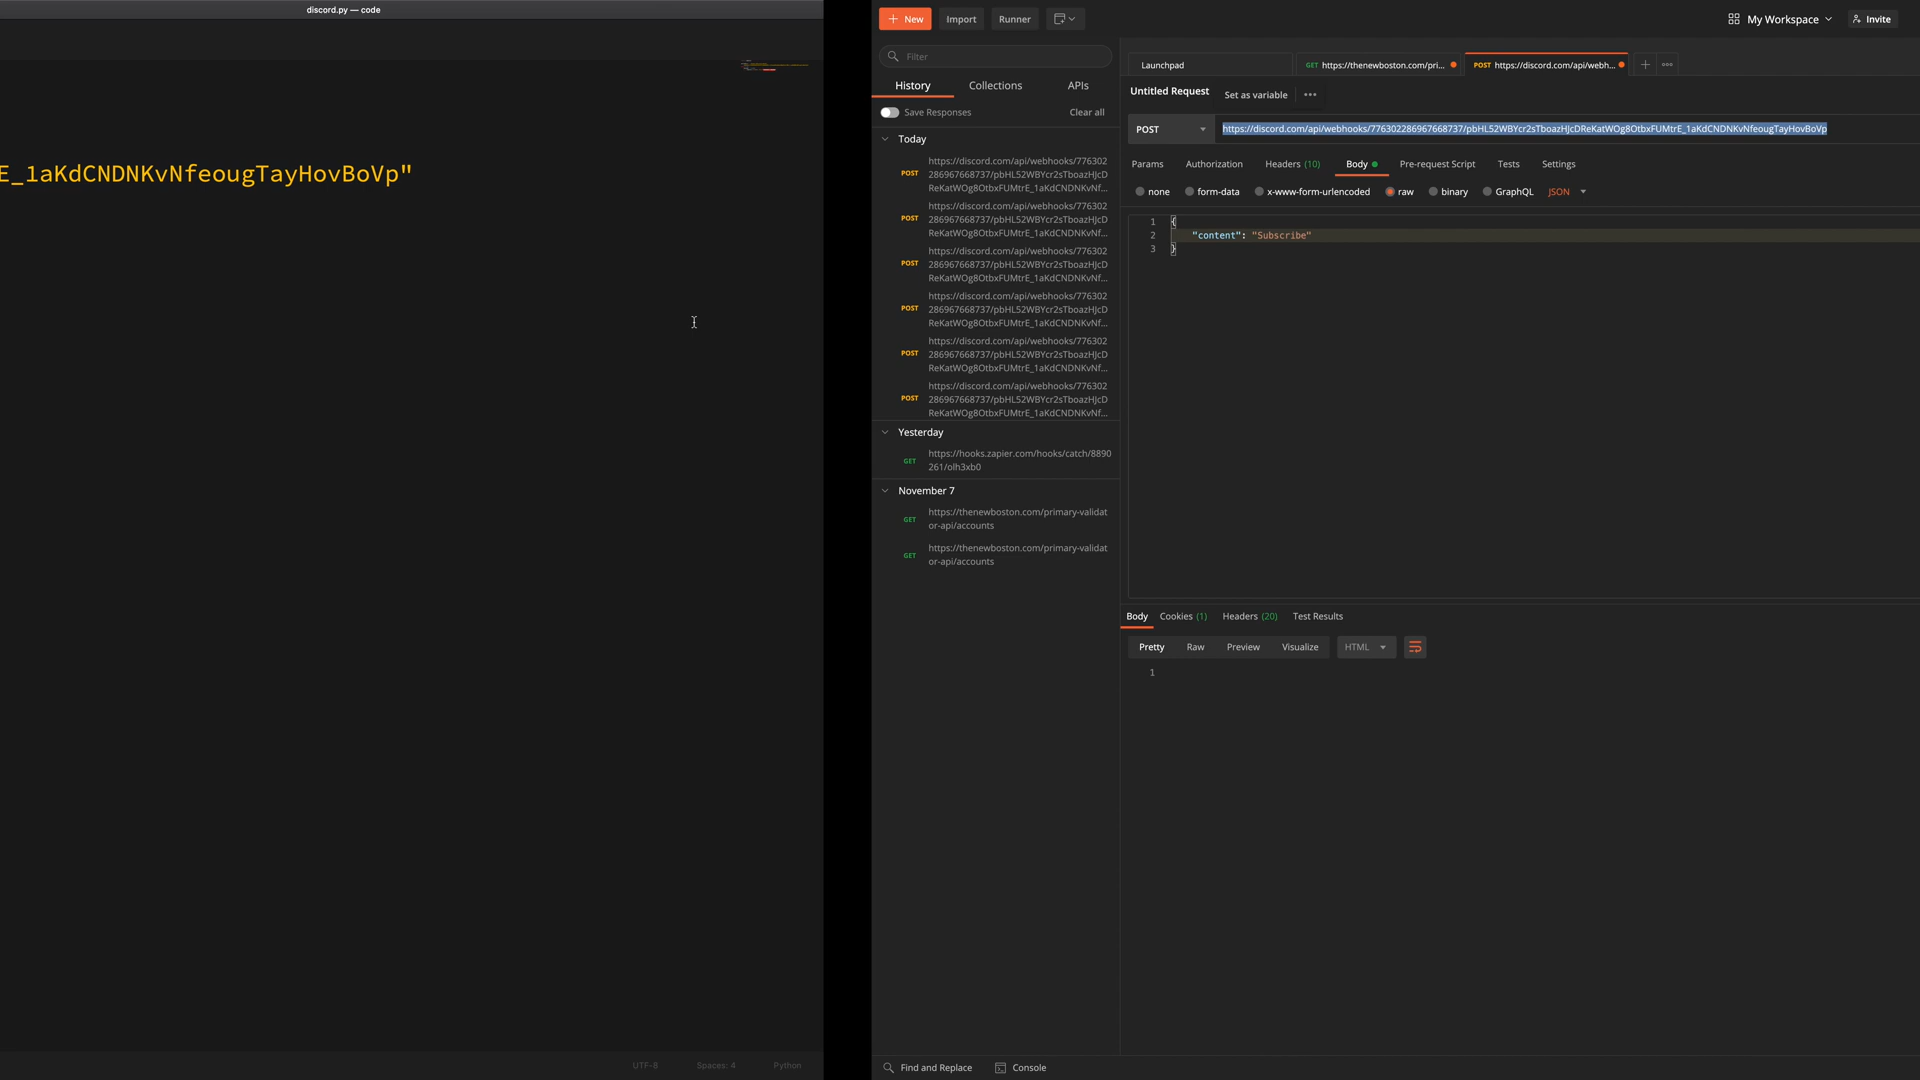 discord.py — code
E_1aKdCNDNKvNfeougTayHovBoVp"
UTF-8
Spaces: 4
Python
New
Import
Runner
My Workspace
Invite
Filter
History
Collections
APIs
Save Responses
Clear all
Today
POST
https://discord.com/api/webhooks/776302
286967668737/pbHL52WBYcr2sTboazHJcD
ReKatWOg8OtbxFUMtrE_1aKdCNDNKvNf...
POST
https://discord.com/api/webhooks/776302
286967668737/pbHL52WBYcr2sTboazHJcD
ReKatWOg8OtbxFUMtrE_1aKdCNDNKvNf...
POST
https://discord.com/api/webhooks/776302
286967668737/pbHL52WBYcr2sTboazHJcD
ReKatWOg8OtbxFUMtrE_1aKdCNDNKvNf...
POST
https://discord.com/api/webhooks/776302
286967668737/pbHL52WBYcr2sTboazHJcD
ReKatWOg8OtbxFUMtrE_1aKdCNDNKvNf...
POST
https://discord.com/api/webhooks/776302
286967668737/pbHL52WBYcr2sTboazHJcD
ReKatWOg8OtbxFUMtrE_1aKdCNDNKvNf...
POST
https://discord.com/api/webhooks/776302
286967668737/pbHL52WBYcr2sTboazHJcD
ReKatWOg8OtbxFUMtrE_1aKdCNDNKvNf...
Yesterday
GET
https://hooks.zapier.com/hooks/catch/8890
261/olh3xb0
November 7
GET
https://thenewboston.com/primary-validat
or-api/accounts
GET
https://thenewboston.com/primary-validat
or-api/accounts
Launchpad
GET https://thenewboston.com/pri...
POST https://discord.com/api/webh...
Untitled Request
Set as variable
POST
https://discord.com/api/webhooks/776302286967668737/pbHL52WBYcr2sTboazHJcDReKatWOg8OtbxFUMtrE_1aKdCNDNKvNfeougTayHovBoVp
Params
Authorization
Headers (10)
Body
Pre-request Script
Tests
Settings
none
form-data
x-www-form-urlencoded
raw
binary
GraphQL
JSON
1 {
2 "content": "Subscribe"
3 }
Body
Cookies (1)
Headers (20)
Test Results
Pretty
Raw
Preview
Visualize
HTML
1
Find and Replace
Console